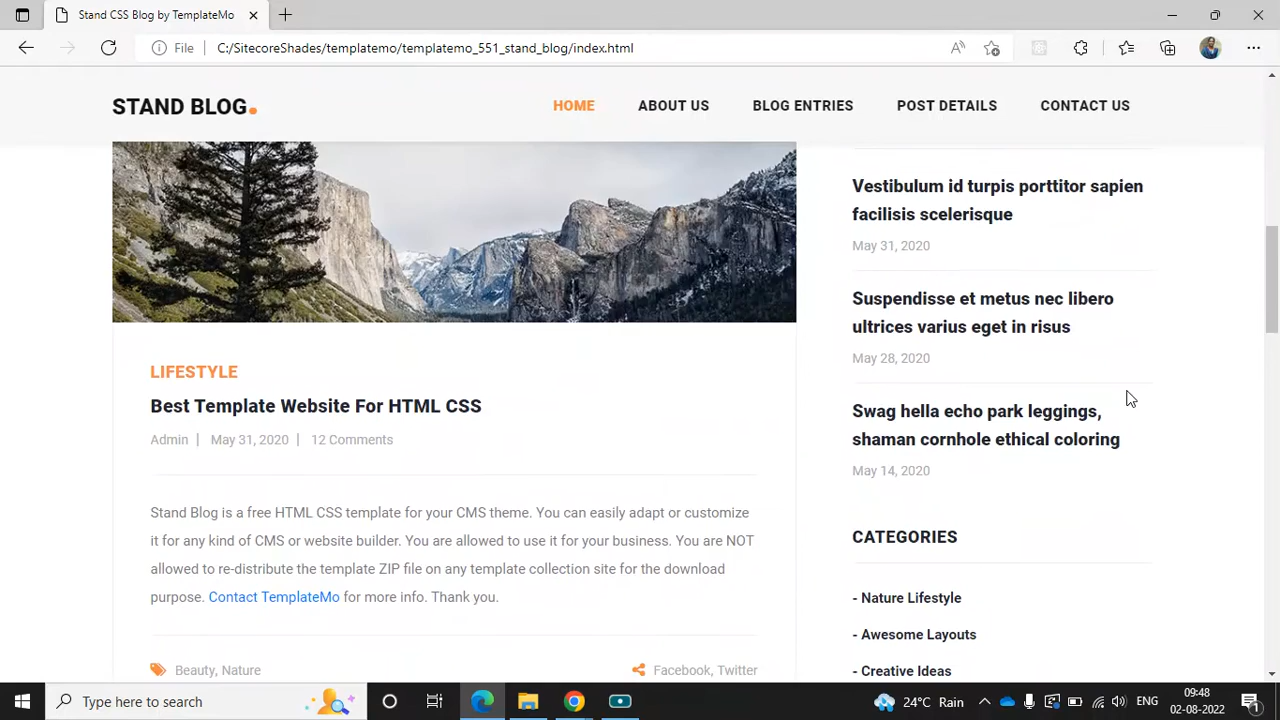 Stand CSS Blog by TemplateMo
File C:/SitecoreShades/templatemo/templatemo_551_stand_blog/index.html
STAND BLOG.
HOME ABOUT US BLOG ENTRIES POST DETAILS CONTACT US
LIFESTYLE
Best Template Website For HTML CSS
Admin | May 31, 2020 | 12 Comments
Stand Blog is a free HTML CSS template for your CMS theme. You can easily adapt or customize
it for any kind of CMS or website builder. You are allowed to use it for your business. You are NOT
allowed to re-distribute the template ZIP file on any template collection site for the download
purpose. Contact TemplateMo for more info. Thank you.
Beauty, Nature
Facebook, Twitter
Vestibulum id turpis porttitor sapien
facilisis scelerisque
May 31, 2020
Suspendisse et metus nec libero
ultrices varius eget in risus
May 28, 2020
Swag hella echo park leggings,
shaman cornhole ethical coloring
May 14, 2020
CATEGORIES
- Nature Lifestyle
- Awesome Layouts
- Creative Ideas
Type here to search
24°C Rain
ENG
09:48
02-08-2022
1